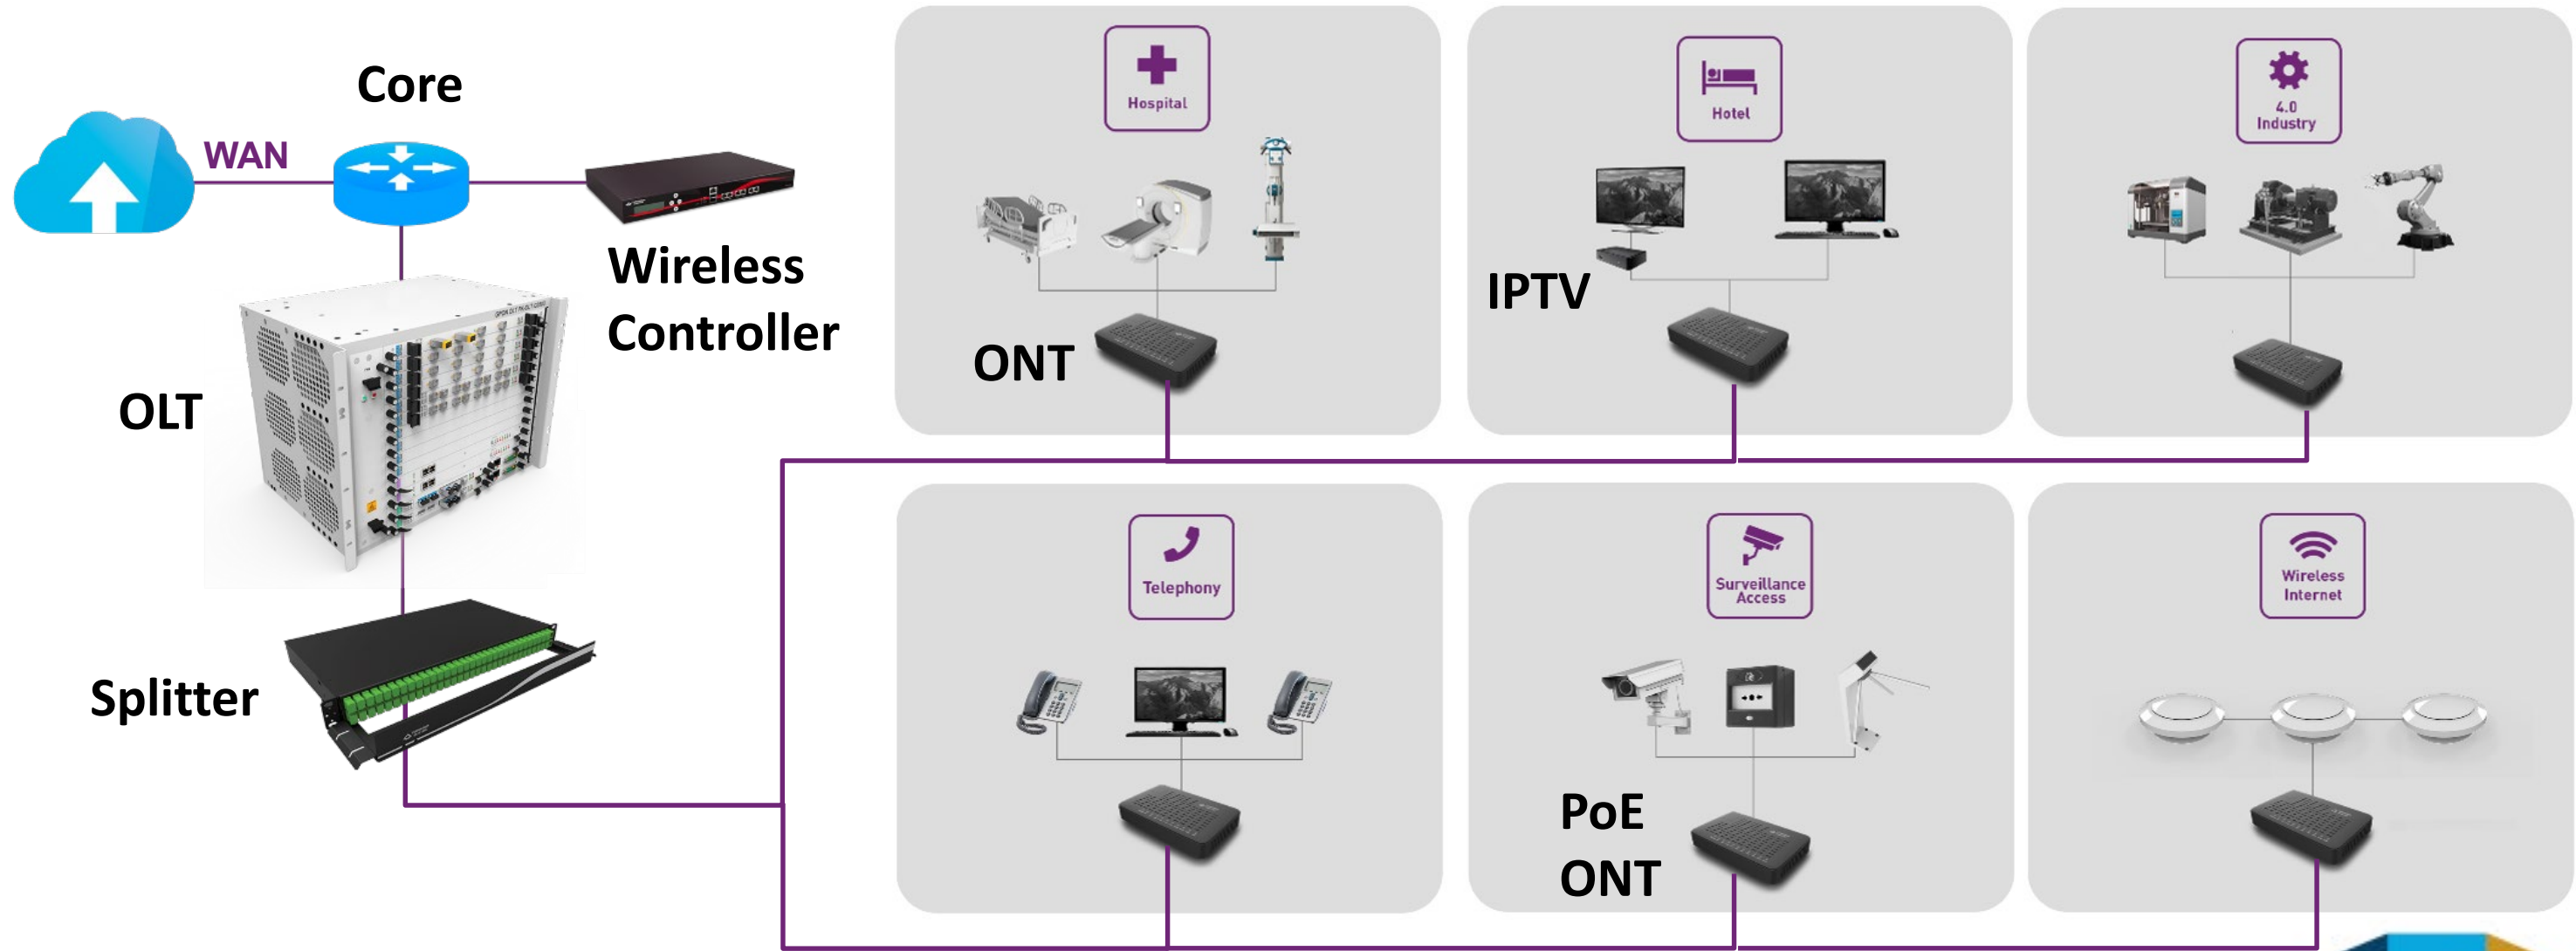 Core
WAN
Wireless
Controller
OLT
Splitter
Hospital
ONT
Hotel
IPTV
4.0
Industry
Telephony
Surveillance
Access
PoE
ONT
Wireless
Internet